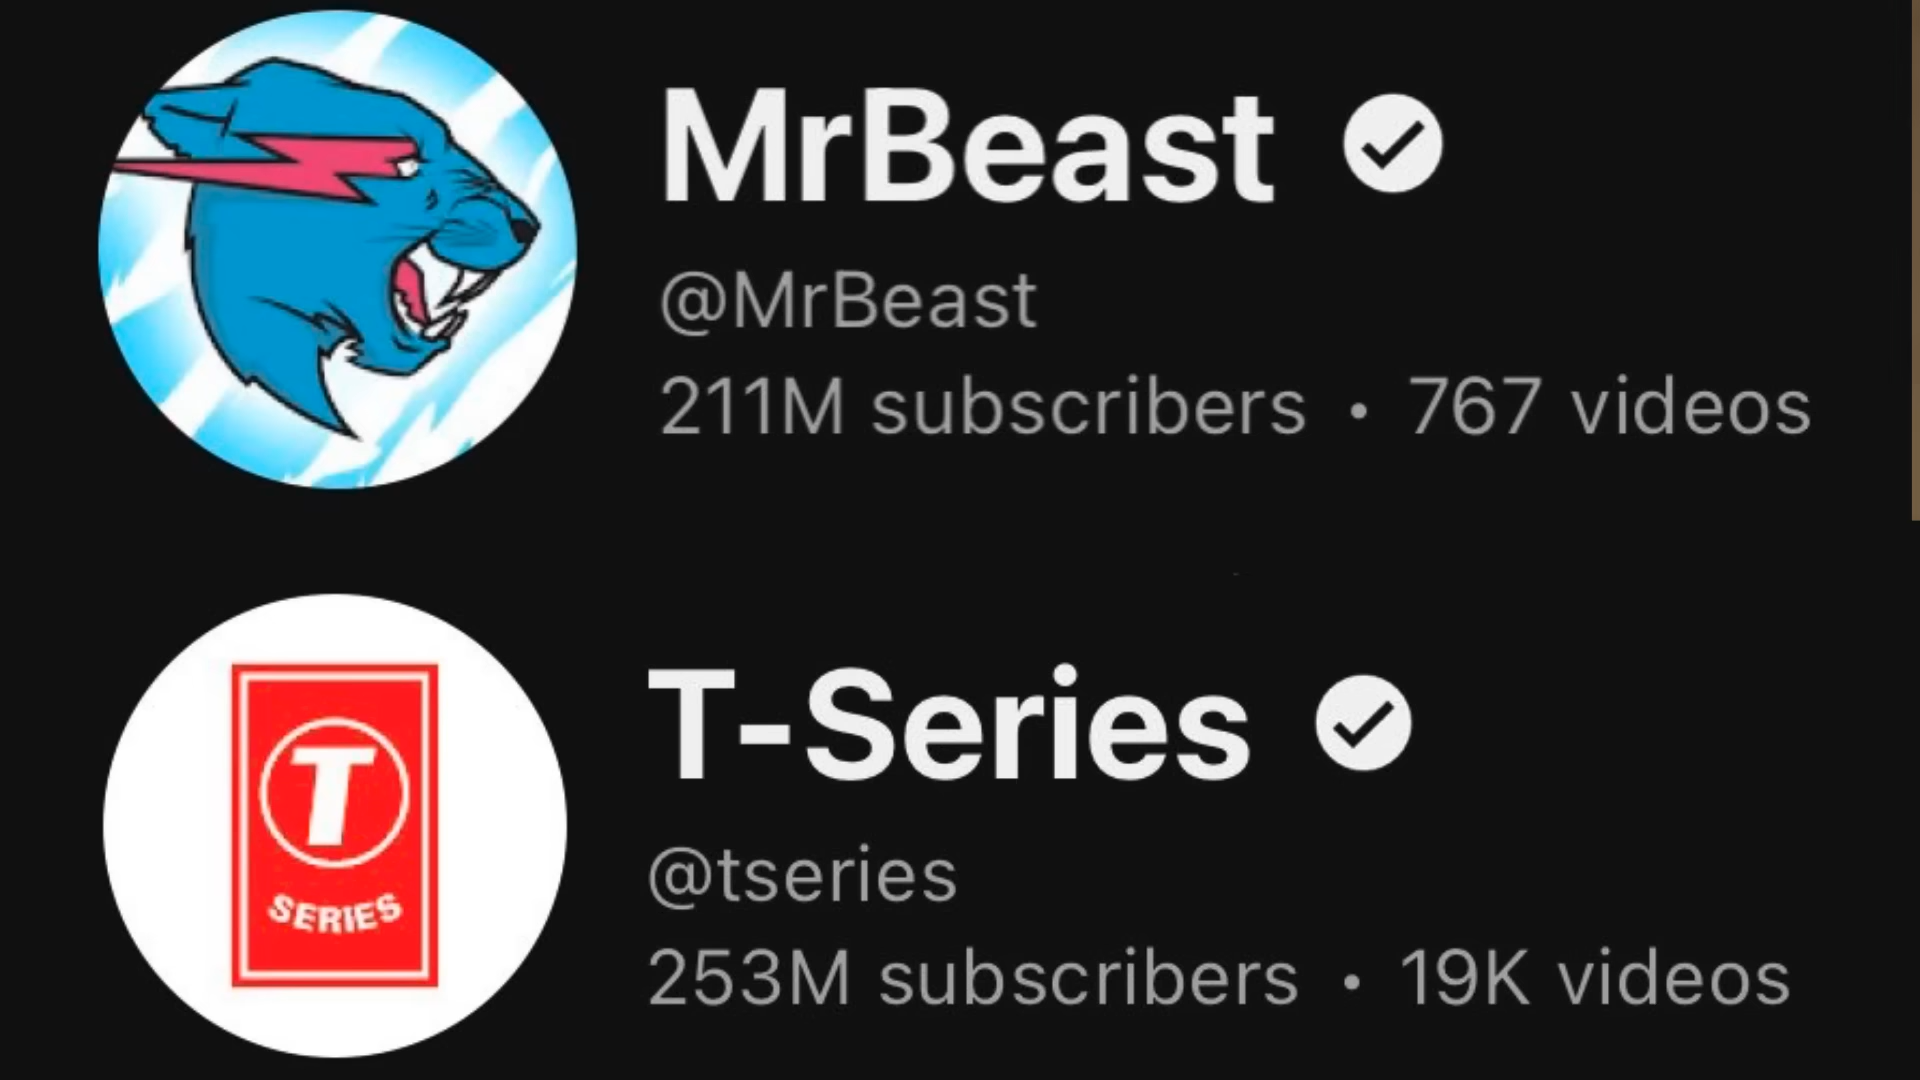 MrBeast
@MrBeast
211M subscribers • 767 videos
T-Series
T
SERIES
@tseries
253M subscribers • 19K videos